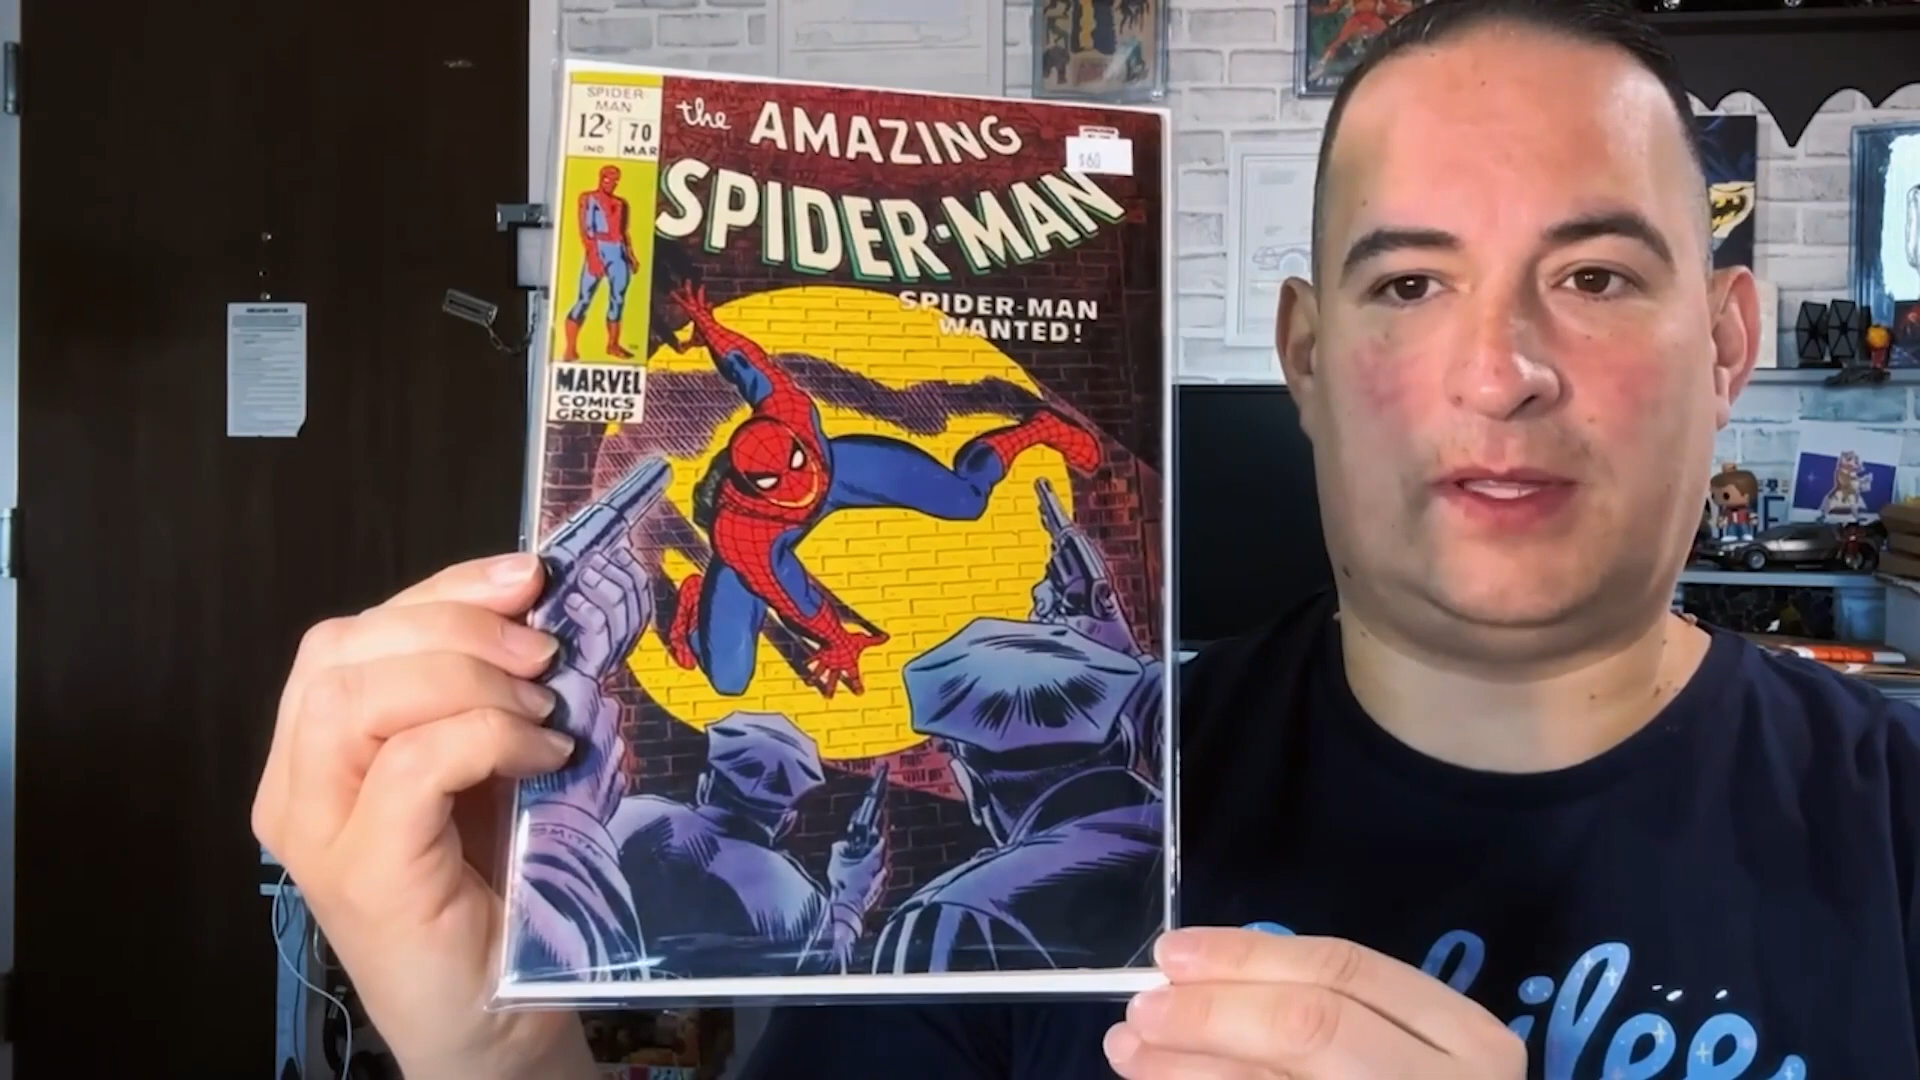 SPIDER-
MAN
12¢
IND
70
MAR
the AMAZING
SPIDER-MAN
$60
SPIDER-MAN
WANTED!
MARVEL
COMICS
GROUP